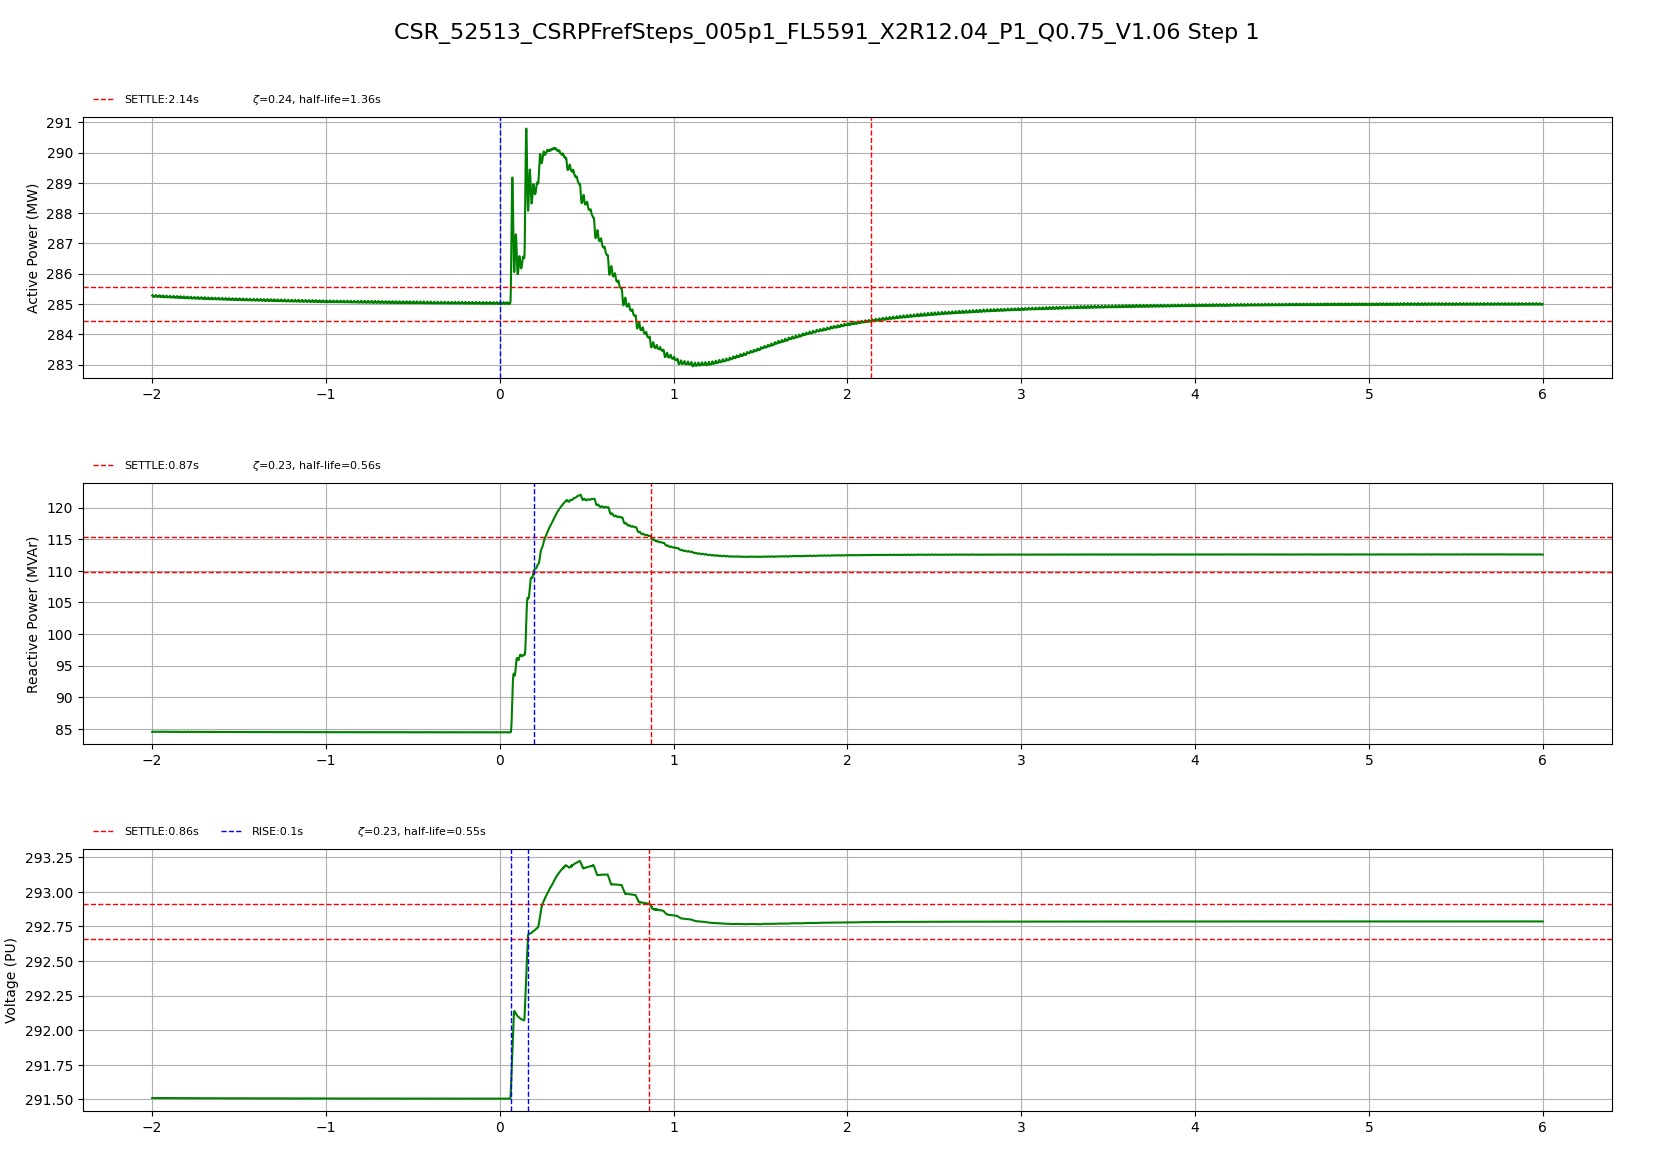 CSR_52513_CSRPFrefSteps_005p1_FL5591_X2R12.04_P1_Q0.75_V1.06 Step 1
SETTLE:2.14s ζ=0.24, half-life=1.36s
Active Power (MW)
291
290
289
288
287
286
285
284
283
−2 −1 0 1 2 3 4 5 6
SETTLE:0.87s ζ=0.23, half-life=0.56s
Reactive Power (MVAr)
120
115
110
105
100
95
90
85
−2 −1 0 1 2 3 4 5 6
SETTLE:0.86s RISE:0.1s ζ=0.23, half-life=0.55s
Voltage (PU)
293.25
293.00
292.75
292.50
292.25
292.00
291.75
291.50
−2 −1 0 1 2 3 4 5 6